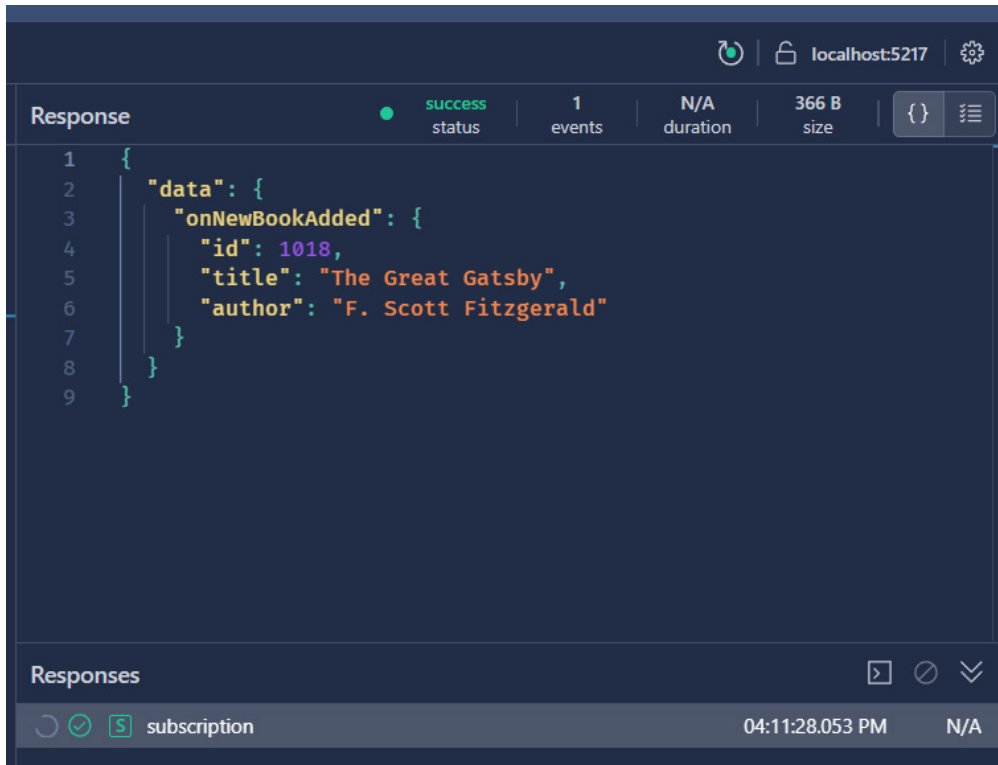 localhost:5217
Response
success
status
1
events
N/A
duration
366 B
size
{}
1 {
2 "data": {
3 "onNewBookAdded": {
4 "id": 1018,
5 "title": "The Great Gatsby",
6 "author": "F. Scott Fitzgerald"
7 }
8 }
9 }
Responses
S subscription 04:11:28.053 PM N/A